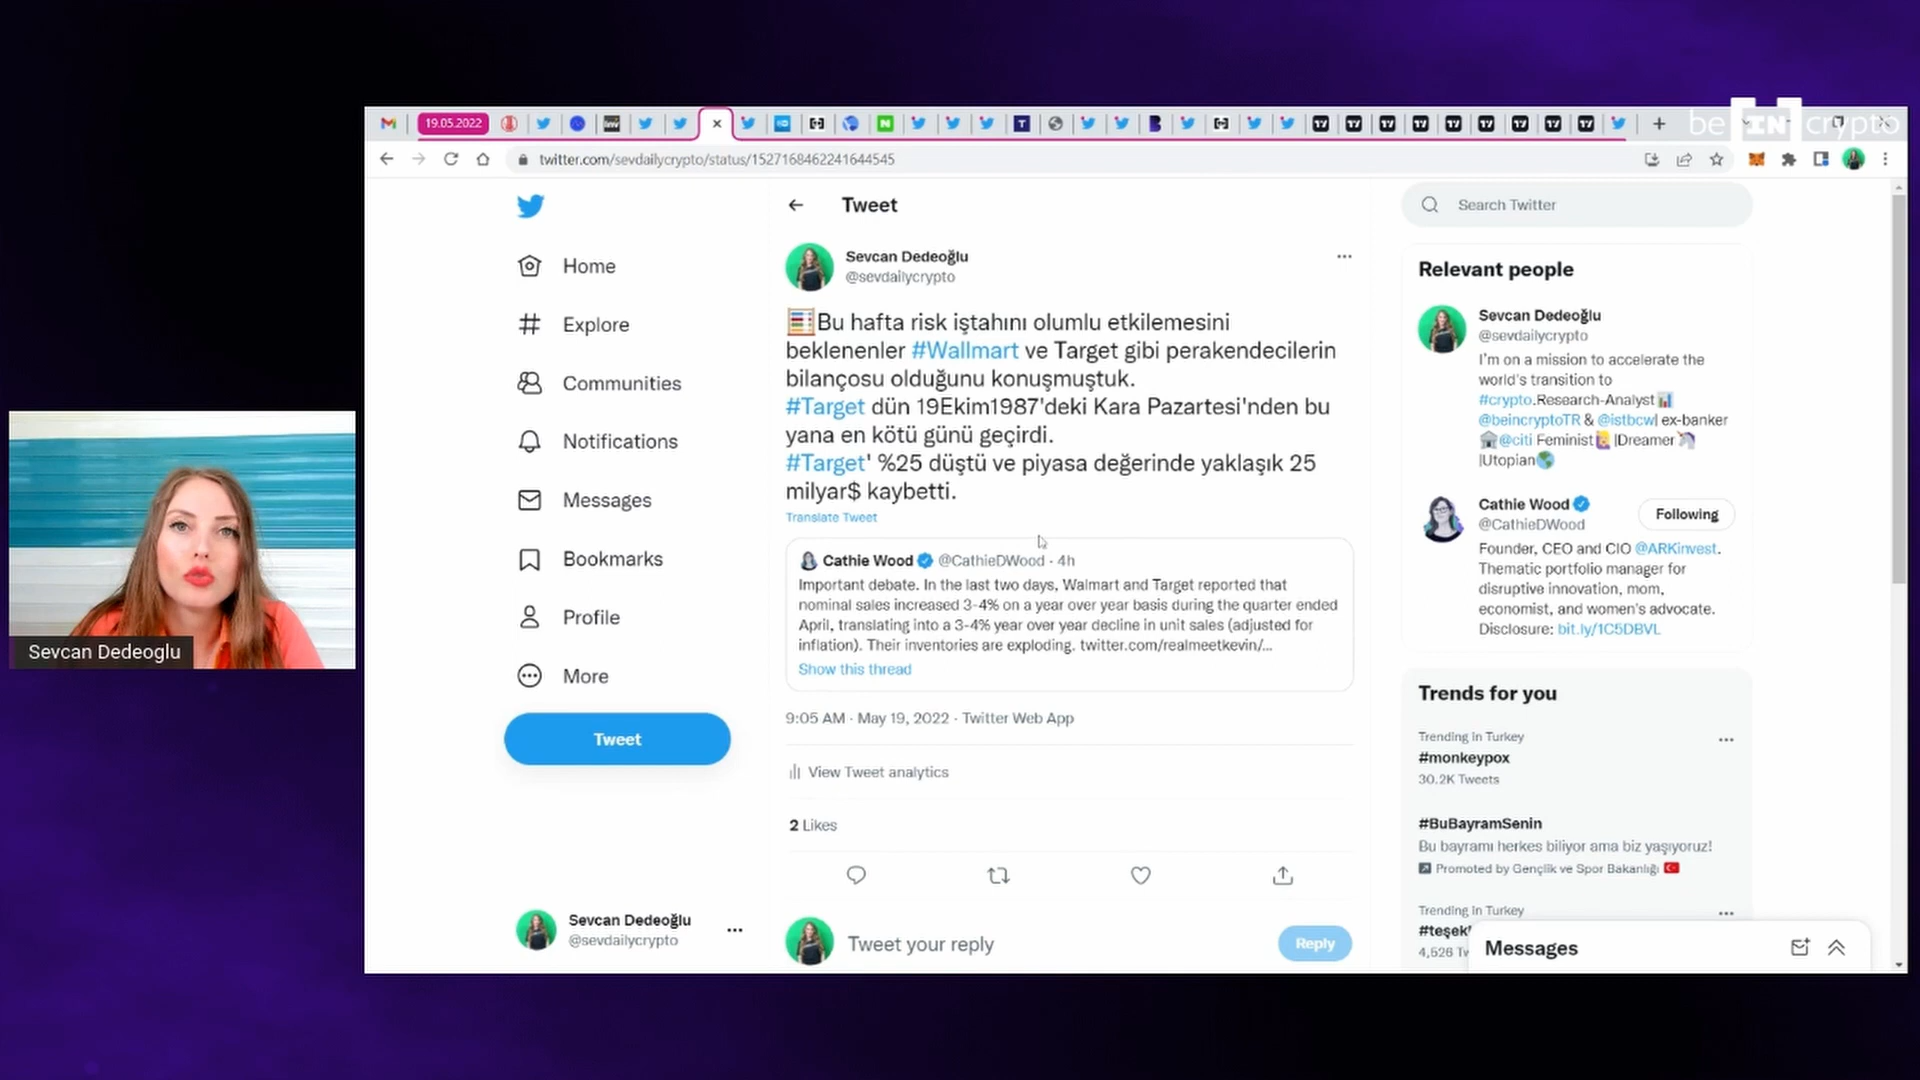 19.05.2022
be IN crypto
twitter.com/sevdailycrypto/status/1527168462241644545
Home
Explore
Communities
Notifications
Messages
Bookmarks
Profile
More
Tweet
Sevcan Dedeoğlu
@sevdailycrypto
Tweet
Sevcan Dedeoğlu
@sevdailycrypto
Bu hafta risk iştahını olumlu etkilemesini
beklenenler #Wallmart ve Target gibi perakendecilerin
bilançosu olduğunu konuşmuştuk.
#Target dün 19Ekim1987'deki Kara Pazartesi'nden bu
yana en kötü günü geçirdi.
#Target' %25 düştü ve piyasa değerinde yaklaşık 25
milyar$ kaybetti.
Translate Tweet
Cathie Wood @CathieDWood · 4h
Important debate. In the last two days, Walmart and Target reported that
nominal sales increased 3-4% on a year over year basis during the quarter ended
April, translating into a 3-4% year over year decline in unit sales (adjusted for
inflation). Their inventories are exploding. twitter.com/realmeetkevin/...
Show this thread
9:05 AM · May 19, 2022 · Twitter Web App
View Tweet analytics
2 Likes
Tweet your reply
Reply
Search Twitter
Relevant people
Sevcan Dedeoğlu
@sevdailycrypto
I'm on a mission to accelerate the
world's transition to
#crypto.Research-Analyst
@beincryptoTR & @istbcw| ex-banker
@citi Feminist |Dreamer
|Utopian
Cathie Wood
@CathieDWood
Following
Founder, CEO and CIO @ARKinvest.
Thematic portfolio manager for
disruptive innovation, mom,
economist, and women's advocate.
Disclosure: bit.ly/1C5DBVL
Trends for you
Trending in Turkey
#monkeypox
30.2K Tweets
#BuBayramSenin
Bu bayramı herkes biliyor ama biz yaşıyoruz!
Promoted by Gençlik ve Spor Bakanlığı
Trending in Turkey
Messages
Sevcan Dedeoglu